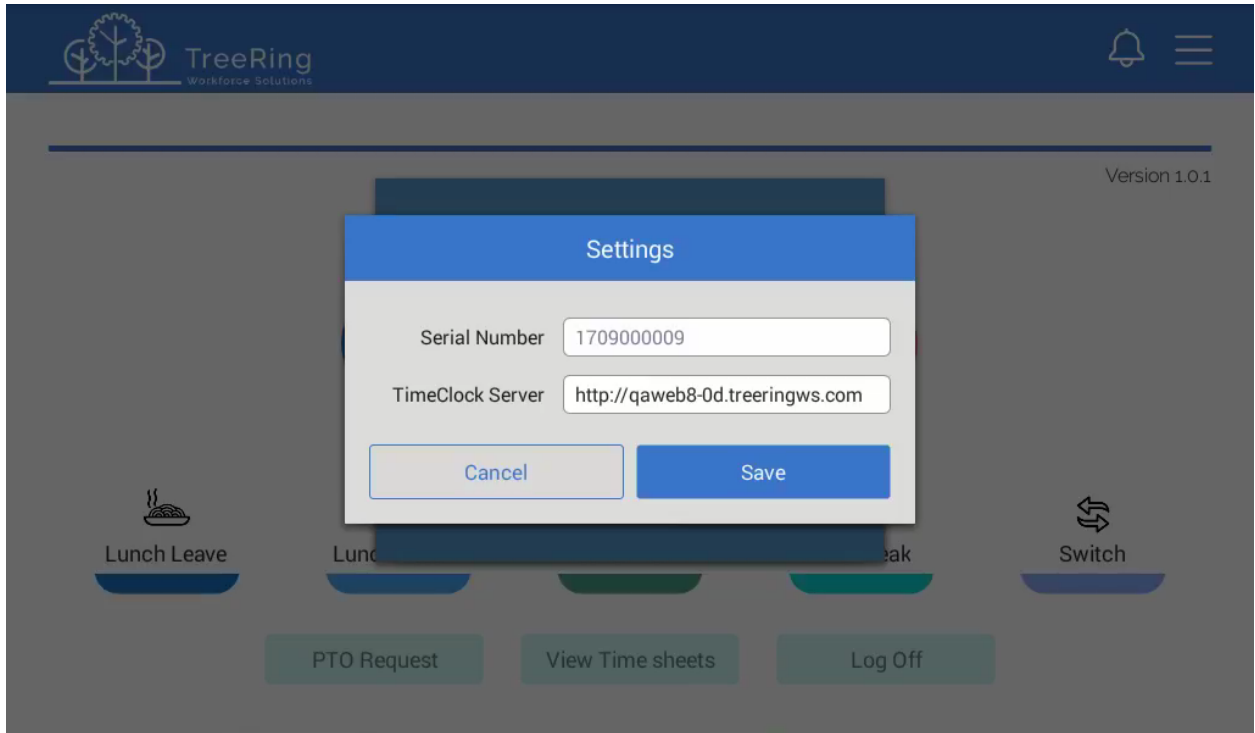 TreeRing
Workforce Solutions
Version 1.0.1
Settings
Serial Number 1709000009
TimeClock Server http://qaweb8-0d.treeringws.com
Cancel Save
Lunch Leave Switch
PTO Request View Time sheets Log Off